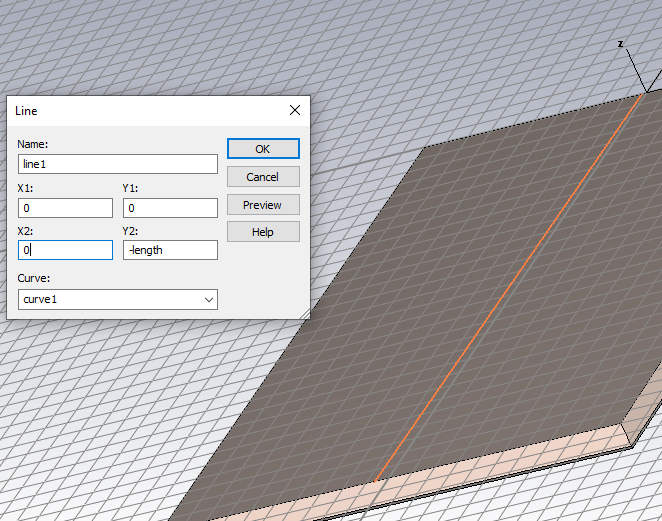 Line
Name:
OK
line1
Cancel
X1:
Y1:
0
0
Preview
X2:
Y2:
Help
0
-length
Curve:
curve1
z